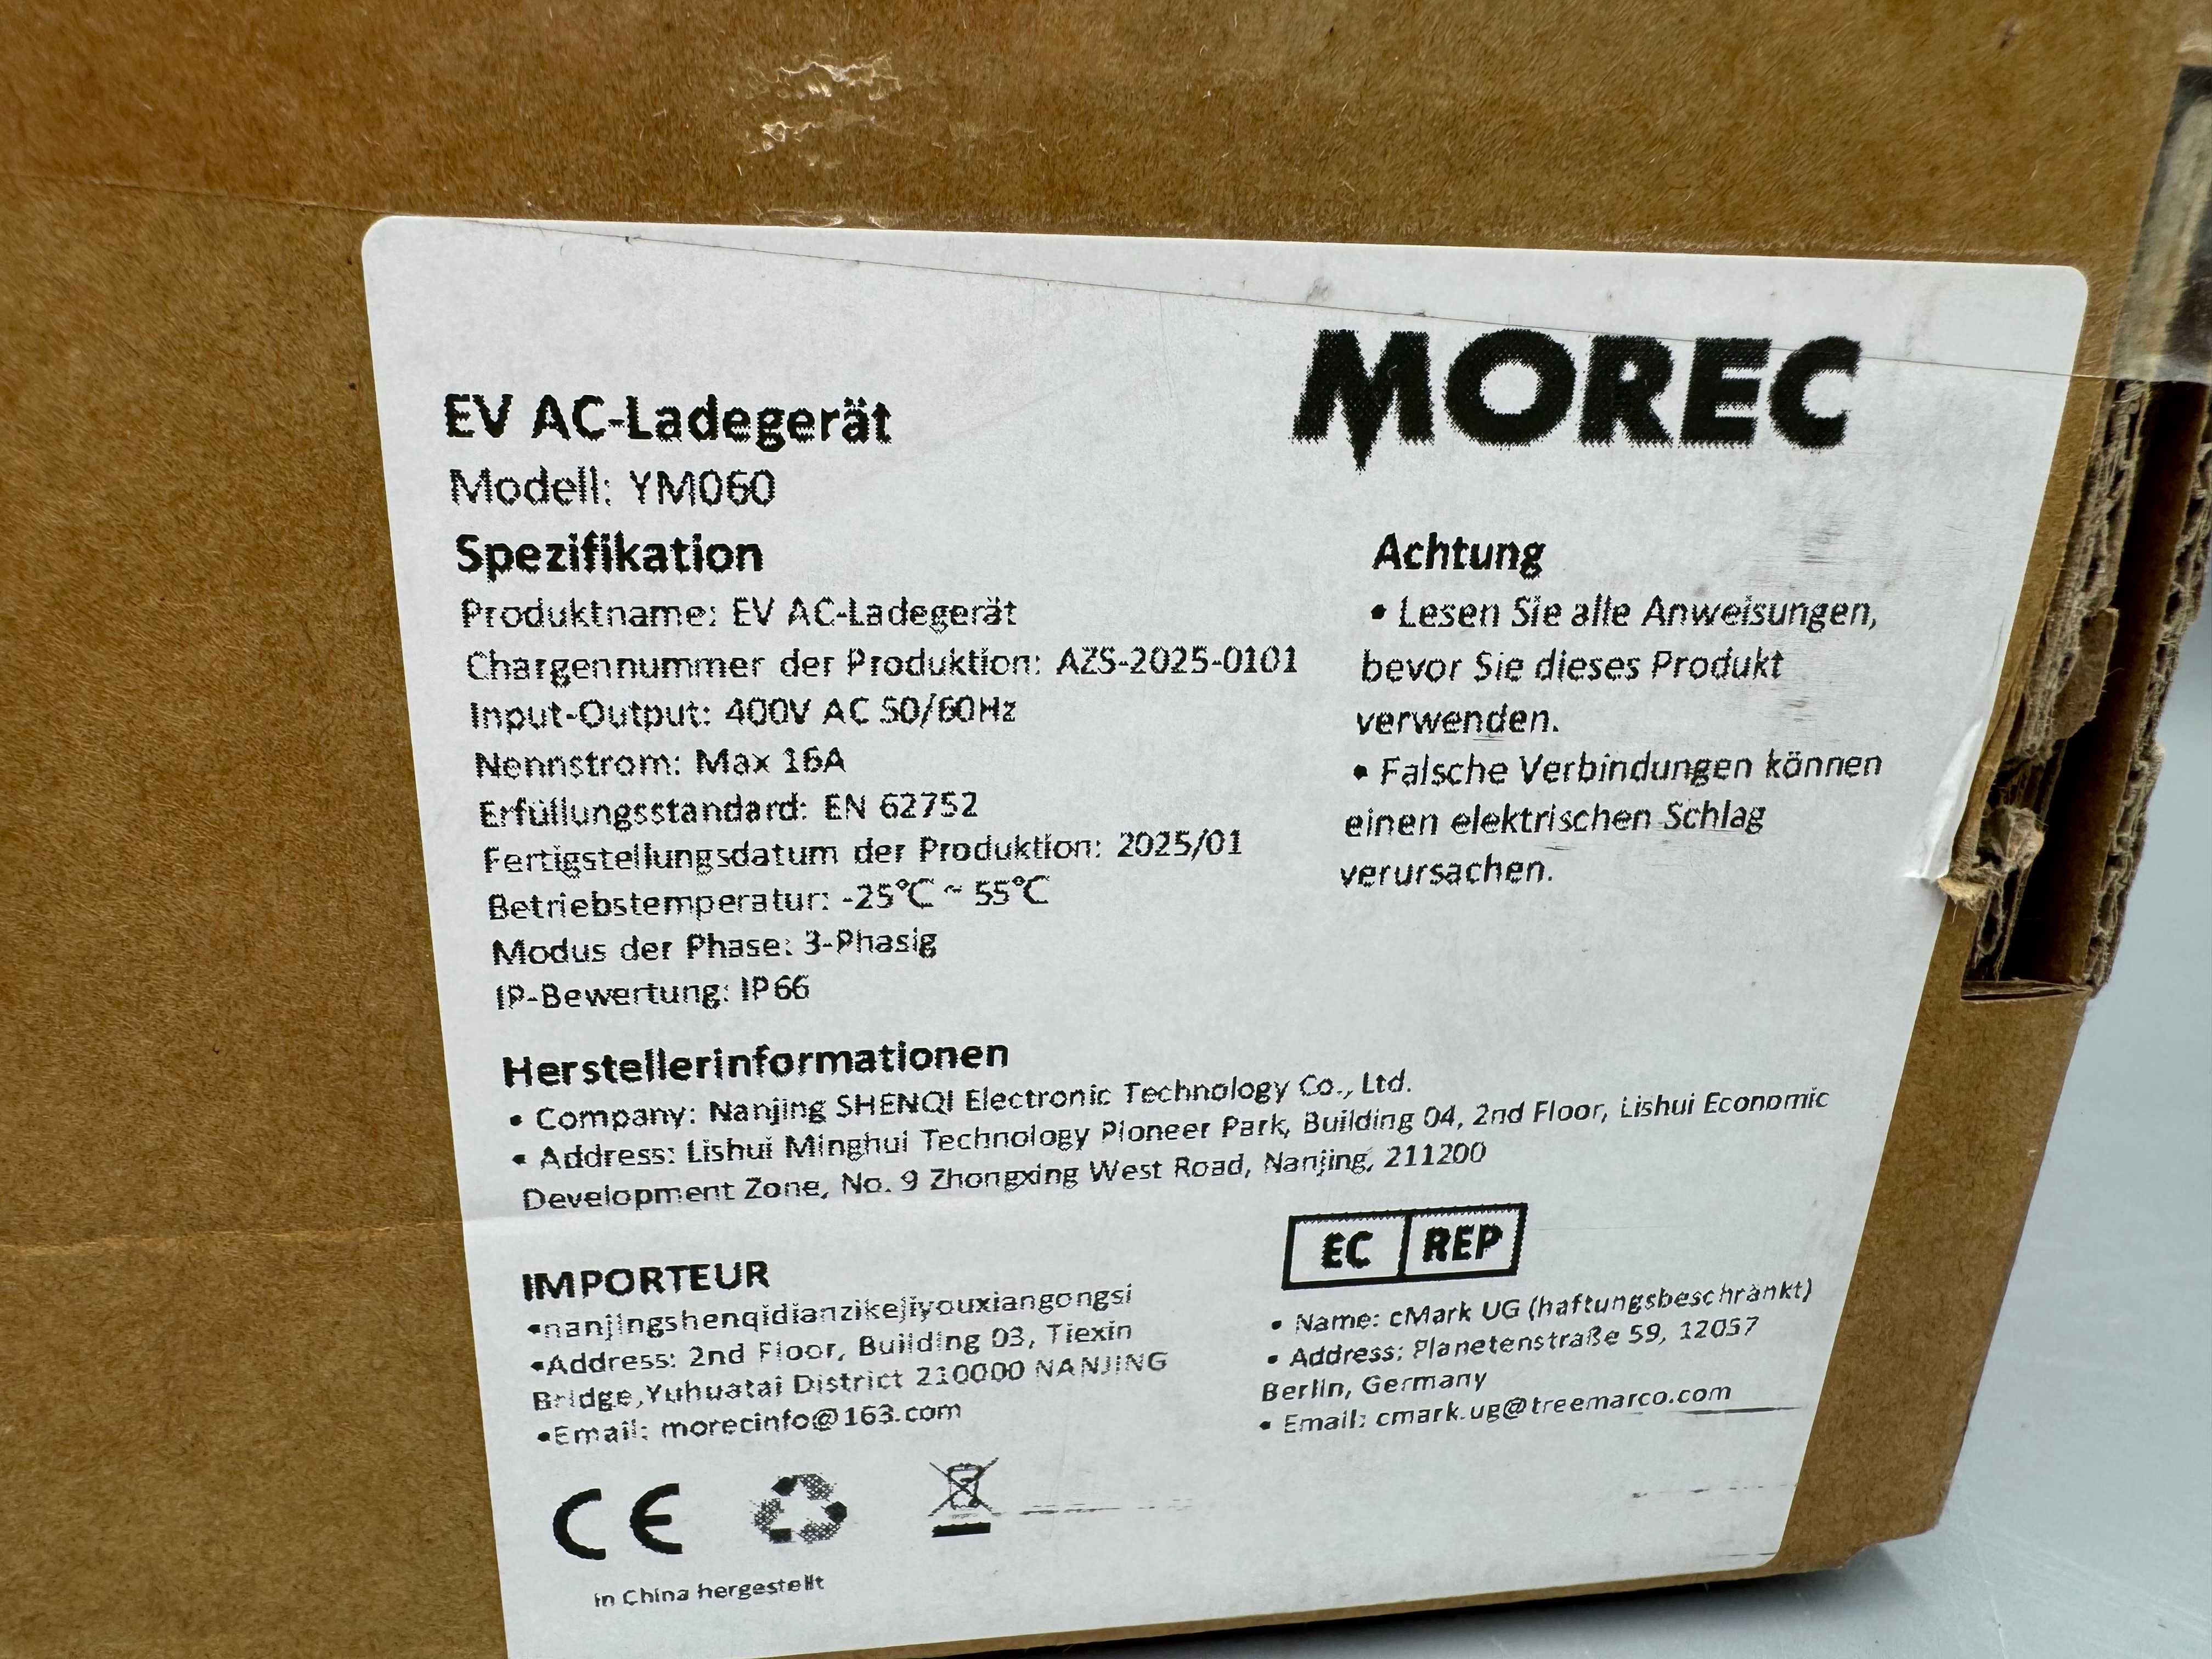 MOREC
EV AC-Ladegerät
Modell: YM060
Spezifikation
Produktname: EV AC-Ladegerät
Chargennummer der Produktion: AZS-2025-0101
Input-Output: 400V AC 50/60Hz
Nennstrom: Max 16A
Erfüllungsstandard: EN 62752
Fertigstellungsdatum der Produktion: 2025/01
Betriebstemperatur: -25℃ ~ 55℃
Modus der Phase: 3-Phasig
IP-Bewertung: IP66
Achtung
• Lesen Sie alle Anweisungen,
bevor Sie dieses Produkt
verwenden.
• Falsche Verbindungen können
einen elektrischen Schlag
verursachen.
Herstellerinformationen
• Company: Nanjing SHENQI Electronic Technology Co., Ltd.
• Address: Lishui Minghui Technology Pioneer Park, Building 04, 2nd Floor, Lishui Economic
Development Zone, No. 9 Zhongxing West Road, Nanjing, 211200
IMPORTEUR
•nanjingshenqidianzikejiyouxiangongsi
•Address: 2nd Floor, Building 03, Tiexin
Bridge,Yuhuatai District 210000 NANJING
•Email: morecinfo@163.com
EC REP
• Name: cMark UG (haftungsbeschränkt)
• Address: Planetenstraße 59, 12057
Berlin, Germany
• Email: cmark.ug@treemarco.com
CE
in China hergestellt